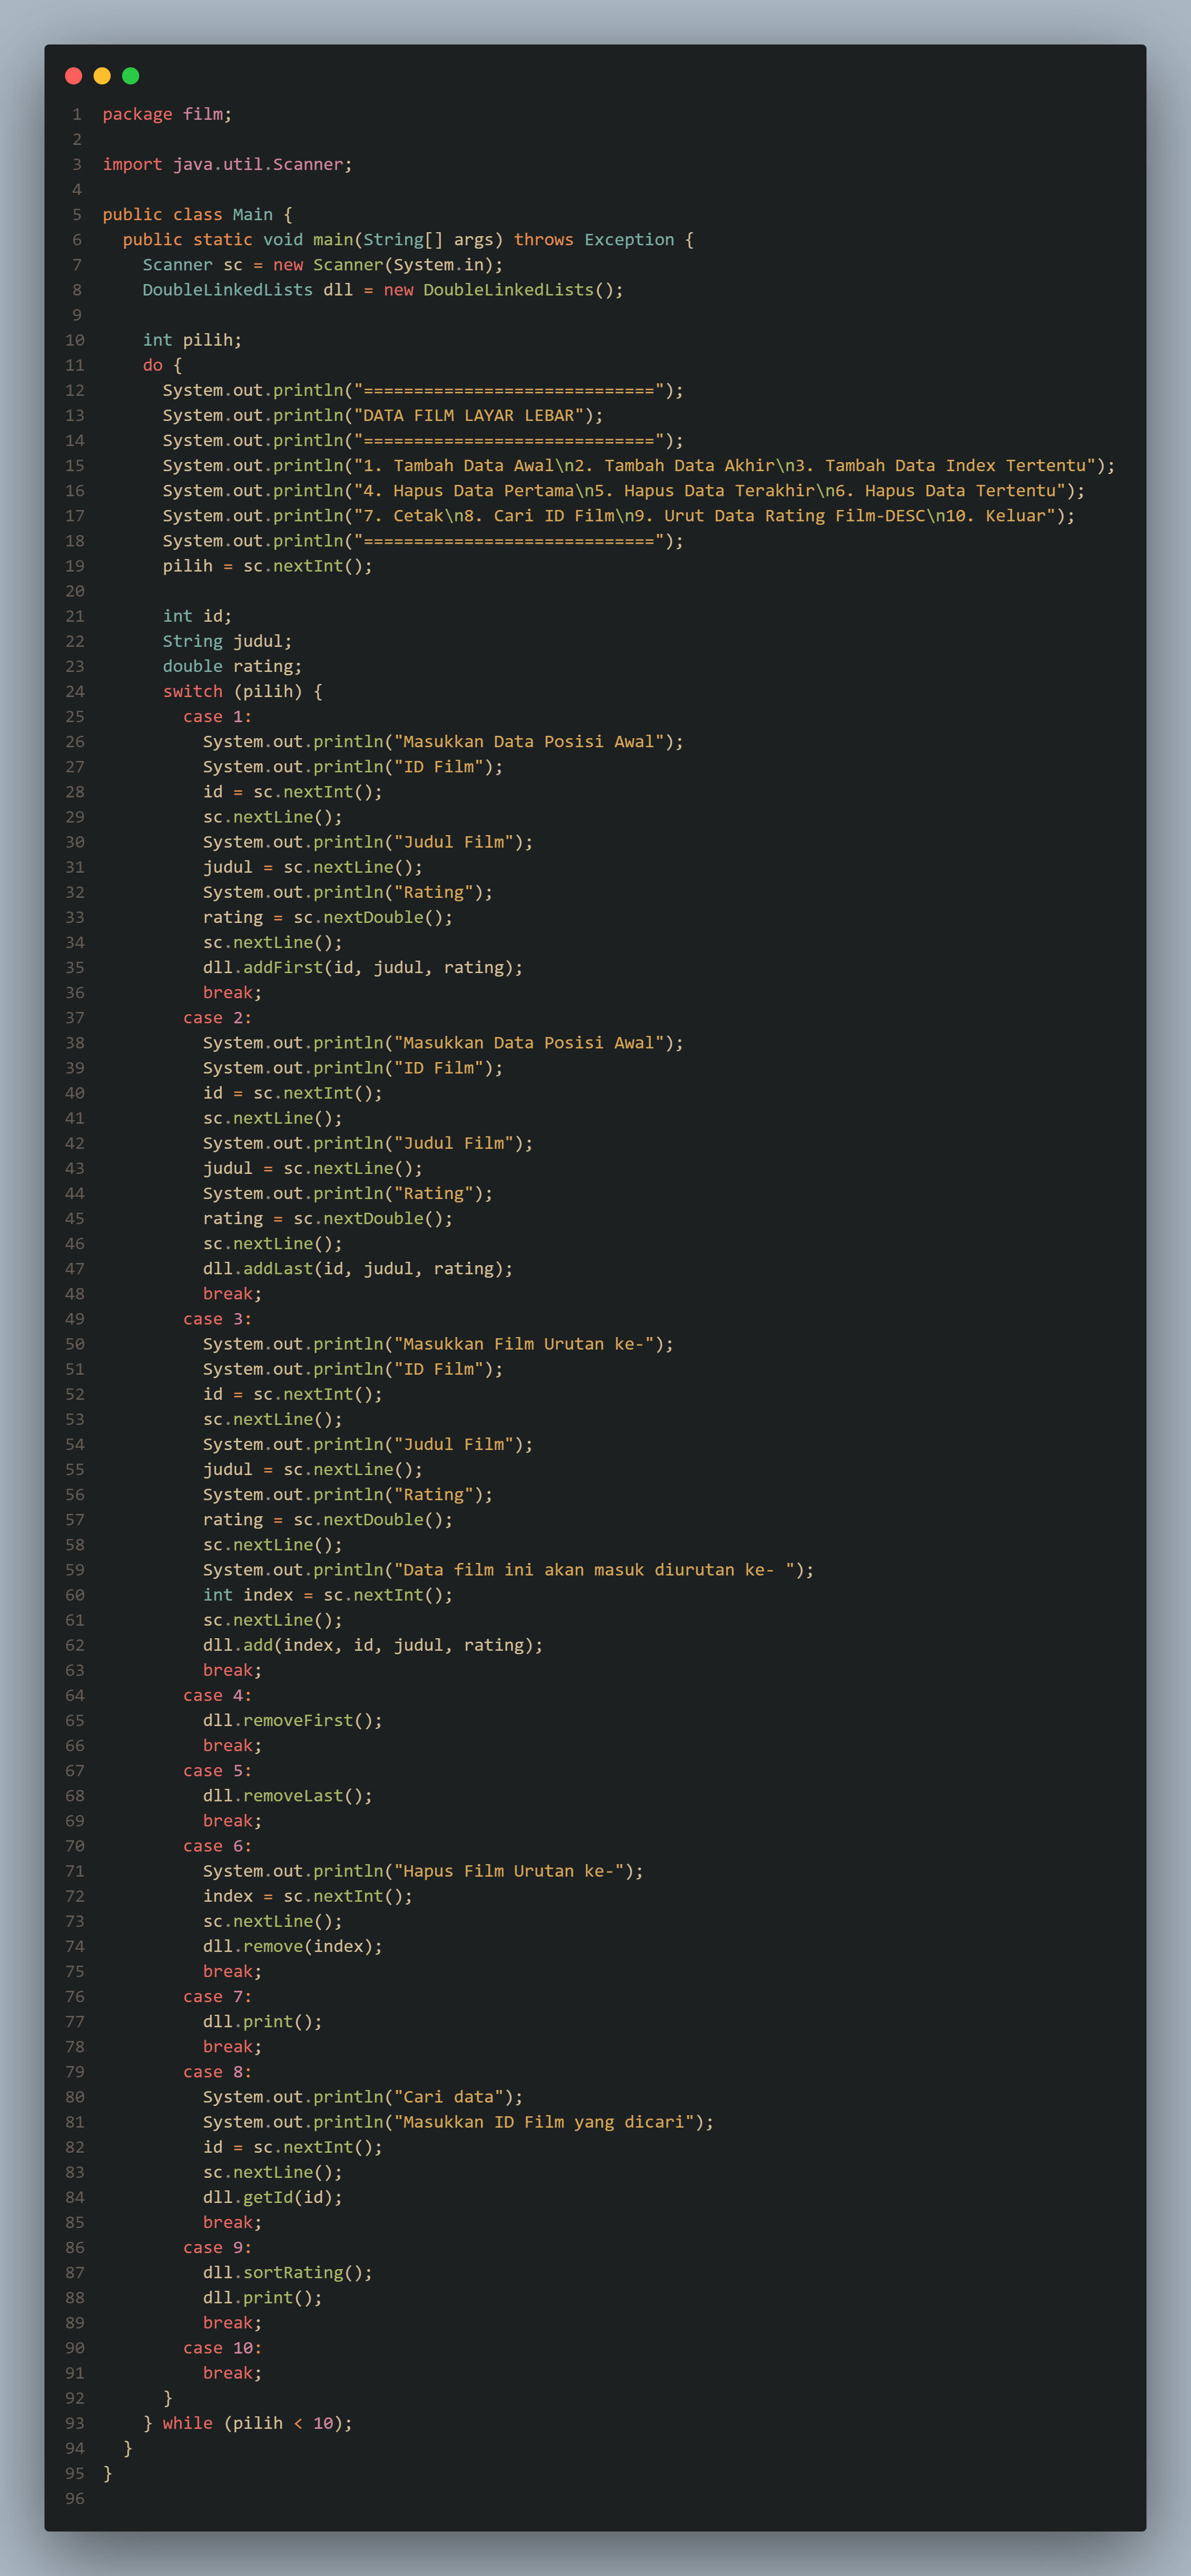 1 package film;
2
3 import java.util.Scanner;
4
5 public class Main {
6   public static void main(String[] args) throws Exception {
7     Scanner sc = new Scanner(System.in);
8     DoubleLinkedLists dll = new DoubleLinkedLists();
9
10     int pilih;
11     do {
12       System.out.println("=============================");
13       System.out.println("DATA FILM LAYAR LEBAR");
14       System.out.println("=============================");
15       System.out.println("1. Tambah Data Awal\n2. Tambah Data Akhir\n3. Tambah Data Index Tertentu");
16       System.out.println("4. Hapus Data Pertama\n5. Hapus Data Terakhir\n6. Hapus Data Tertentu");
17       System.out.println("7. Cetak\n8. Cari ID Film\n9. Urut Data Rating Film-DESC\n10. Keluar");
18       System.out.println("=============================");
19       pilih = sc.nextInt();
20
21       int id;
22       String judul;
23       double rating;
24       switch (pilih) {
25         case 1:
26           System.out.println("Masukkan Data Posisi Awal");
27           System.out.println("ID Film");
28           id = sc.nextInt();
29           sc.nextLine();
30           System.out.println("Judul Film");
31           judul = sc.nextLine();
32           System.out.println("Rating");
33           rating = sc.nextDouble();
34           sc.nextLine();
35           dll.addFirst(id, judul, rating);
36           break;
37         case 2:
38           System.out.println("Masukkan Data Posisi Awal");
39           System.out.println("ID Film");
40           id = sc.nextInt();
41           sc.nextLine();
42           System.out.println("Judul Film");
43           judul = sc.nextLine();
44           System.out.println("Rating");
45           rating = sc.nextDouble();
46           sc.nextLine();
47           dll.addLast(id, judul, rating);
48           break;
49         case 3:
50           System.out.println("Masukkan Film Urutan ke-");
51           System.out.println("ID Film");
52           id = sc.nextInt();
53           sc.nextLine();
54           System.out.println("Judul Film");
55           judul = sc.nextLine();
56           System.out.println("Rating");
57           rating = sc.nextDouble();
58           sc.nextLine();
59           System.out.println("Data film ini akan masuk diurutan ke- ");
60           int index = sc.nextInt();
61           sc.nextLine();
62           dll.add(index, id, judul, rating);
63           break;
64         case 4:
65           dll.removeFirst();
66           break;
67         case 5:
68           dll.removeLast();
69           break;
70         case 6:
71           System.out.println("Hapus Film Urutan ke-");
72           index = sc.nextInt();
73           sc.nextLine();
74           dll.remove(index);
75           break;
76         case 7:
77           dll.print();
78           break;
79         case 8:
80           System.out.println("Cari data");
81           System.out.println("Masukkan ID Film yang dicari");
82           id = sc.nextInt();
83           sc.nextLine();
84           dll.getId(id);
85           break;
86         case 9:
87           dll.sortRating();
88           dll.print();
89           break;
90         case 10:
91           break;
92       }
93     } while (pilih < 10);
94   }
95 }
96